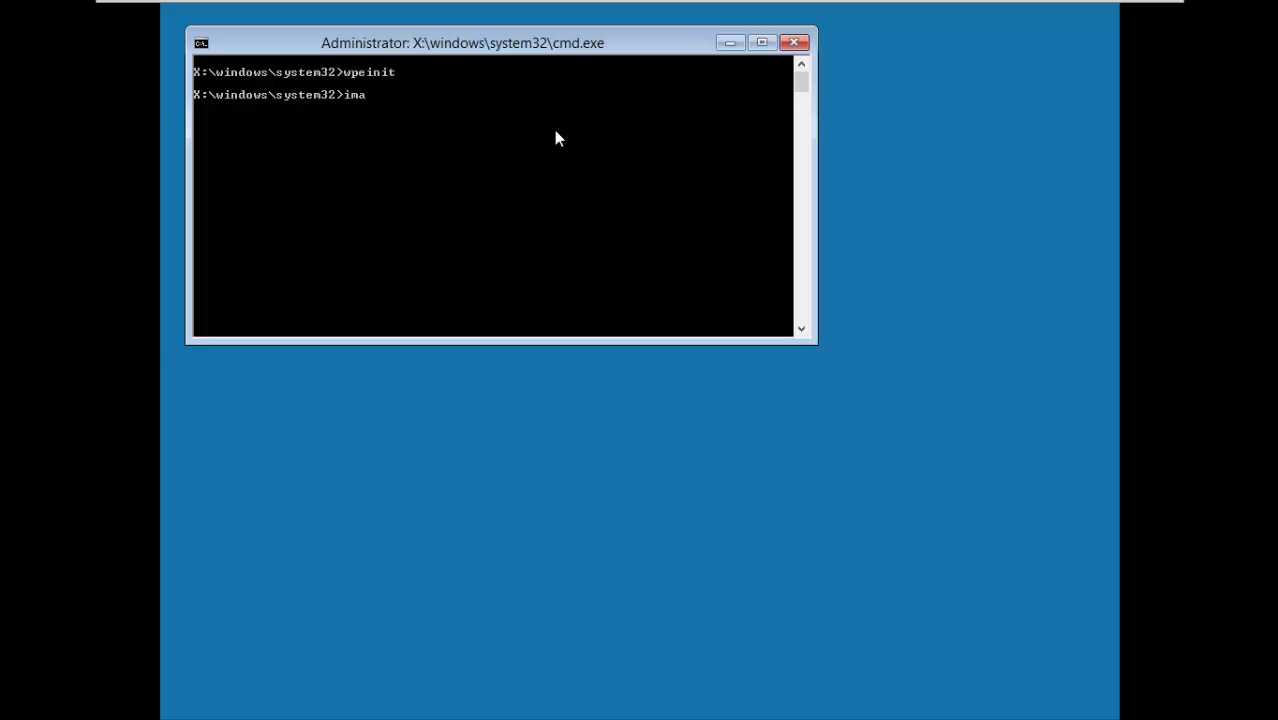 Administrator: X:\windows\system32\cmd.exe
X:\windows\system32>wpeinit
X:\windows\system32>ima